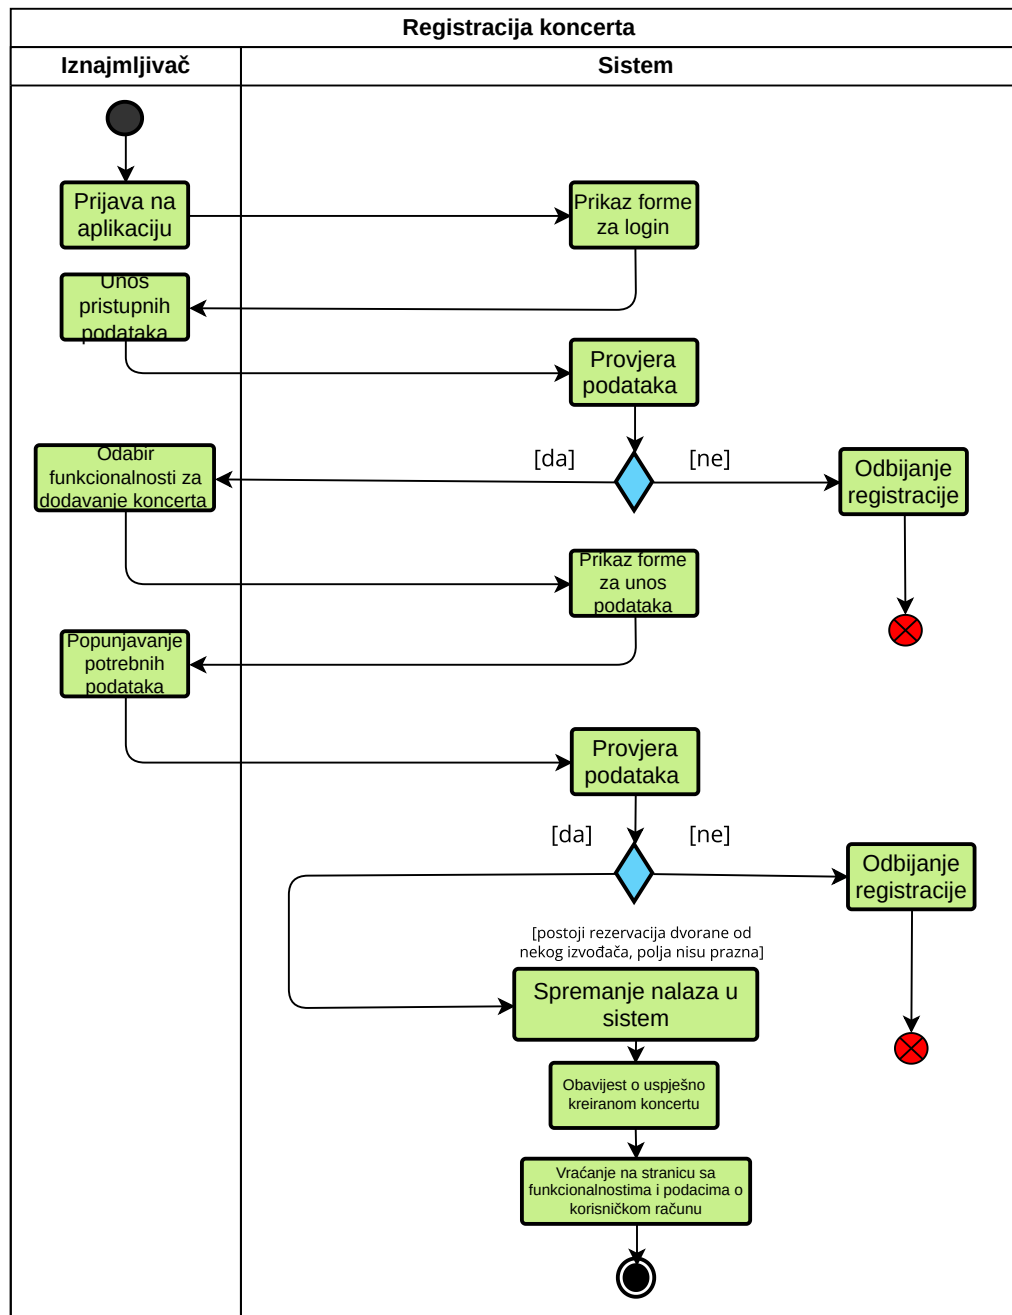 Registracija koncerta
Iznajmljivač
Sistem
Prijava na
aplikaciju
Prikaz forme
za login
Unos
pristupnih
podataka
Provjera
podataka
[da]
[ne]
Odabir
funkcionalnosti za
dodavanje koncerta
Odbijanje
registracije
Prikaz forme
za unos
podataka
Popunjavanje
potrebnih
podataka
Provjera
podataka
[da]
[ne]
Odbijanje
registracije
[postoji rezervacija dvorane od
nekog izvođača, polja nisu prazna]
Spremanje nalaza u
sistem
Obavijest o uspješno
kreiranom koncertu
Vraćanje na stranicu sa
funkcionalnostima i podacima o
korisničkom računu